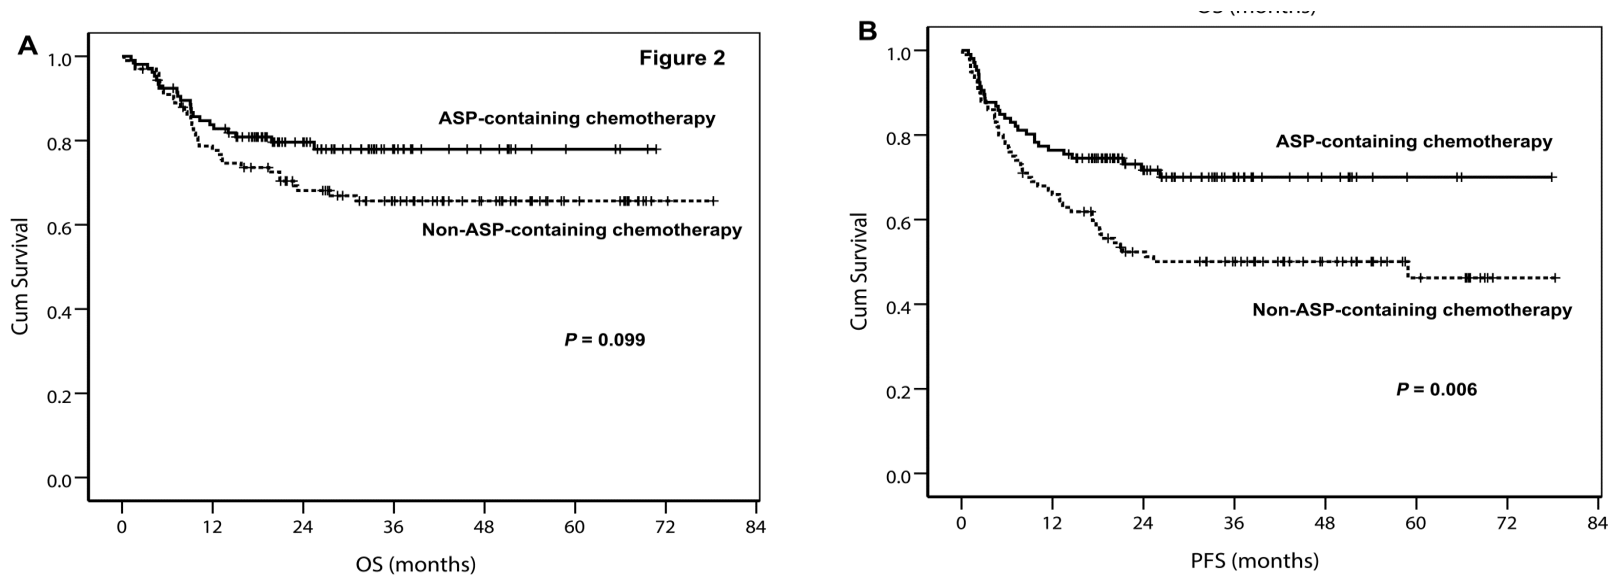 A
Figure 2
1.0
0.8
0.6
0.4
0.2
0.0
Cum Survival
ASP-containing chemotherapy
Non-ASP-containing chemotherapy
P = 0.099
0 12 24 36 48 60 72 84
OS (months)
OS (months)
B
1.0
0.8
0.6
0.4
0.2
0.0
Cum Survival
ASP-containing chemotherapy
Non-ASP-containing chemotherapy
P = 0.006
0 12 24 36 48 60 72 84
PFS (months)